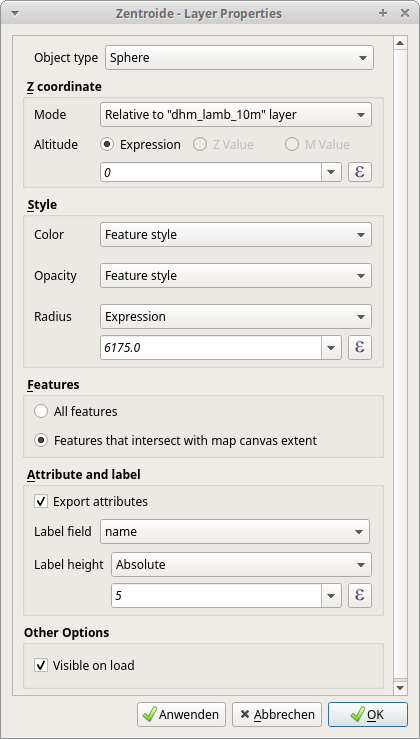 Zentroide - Layer Properties
Object type Sphere
Z coordinate
Mode Relative to "dhm_lamb_10m" layer
Altitude Expression Z Value M Value
0 ε
Style
Color Feature style
Opacity Feature style
Radius Expression
6175.0 ε
Features
All features
Features that intersect with map canvas extent
Attribute and label
Export attributes
Label field name
Label height Absolute
5 ε
Other Options
Visible on load
Anwenden Abbrechen OK